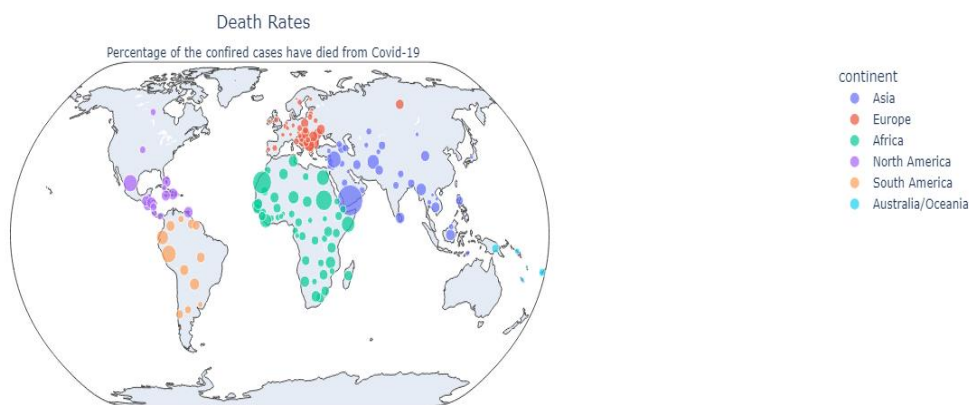 Death Rates
Percentage of the confired cases have died from Covid-19
continent
Asia
Europe
Africa
North America
South America
Australia/Oceania